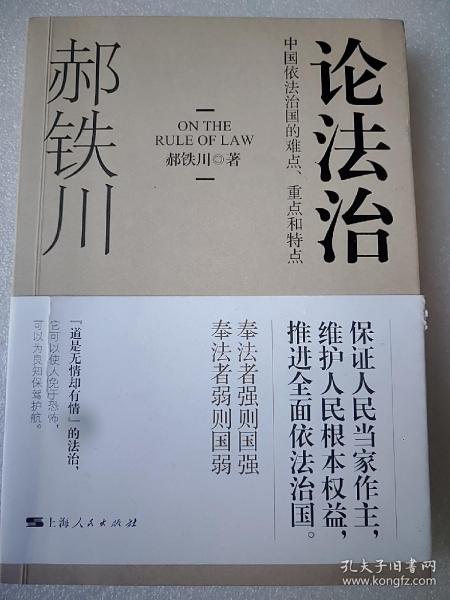 论法治
中国依法治国的难点、重点和特点
ON THE
RULE OF LAW
郝铁川◎著
郝铁川
保证人民当家作主，
维护人民根本权益，
推进全面依法治国。
奉法者强则国强
奉法者弱则国弱
“道是无情却有情”的法治，
它可以使人免于恐怖，
可以为良知保驾护航。
上海人民出版社
孔夫子旧书网
www.kongfz.com